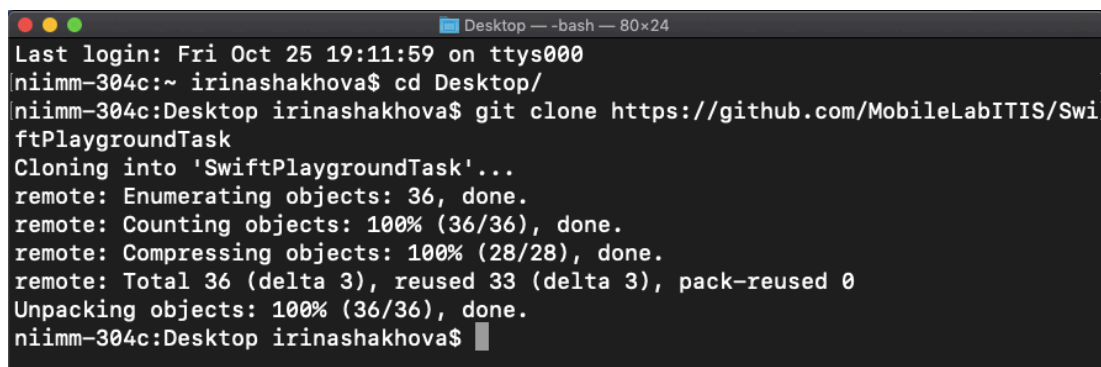 Desktop — -bash — 80×24
Last login: Fri Oct 25 19:11:59 on ttys000
[niimm-304c:~ irinashakhova$ cd Desktop/
[niimm-304c:Desktop irinashakhova$ git clone https://github.com/MobileLabITIS/Swi
ftPlaygroundTask
Cloning into 'SwiftPlaygroundTask'...
remote: Enumerating objects: 36, done.
remote: Counting objects: 100% (36/36), done.
remote: Compressing objects: 100% (28/28), done.
remote: Total 36 (delta 3), reused 33 (delta 3), pack-reused 0
Unpacking objects: 100% (36/36), done.
niimm-304c:Desktop irinashakhova$